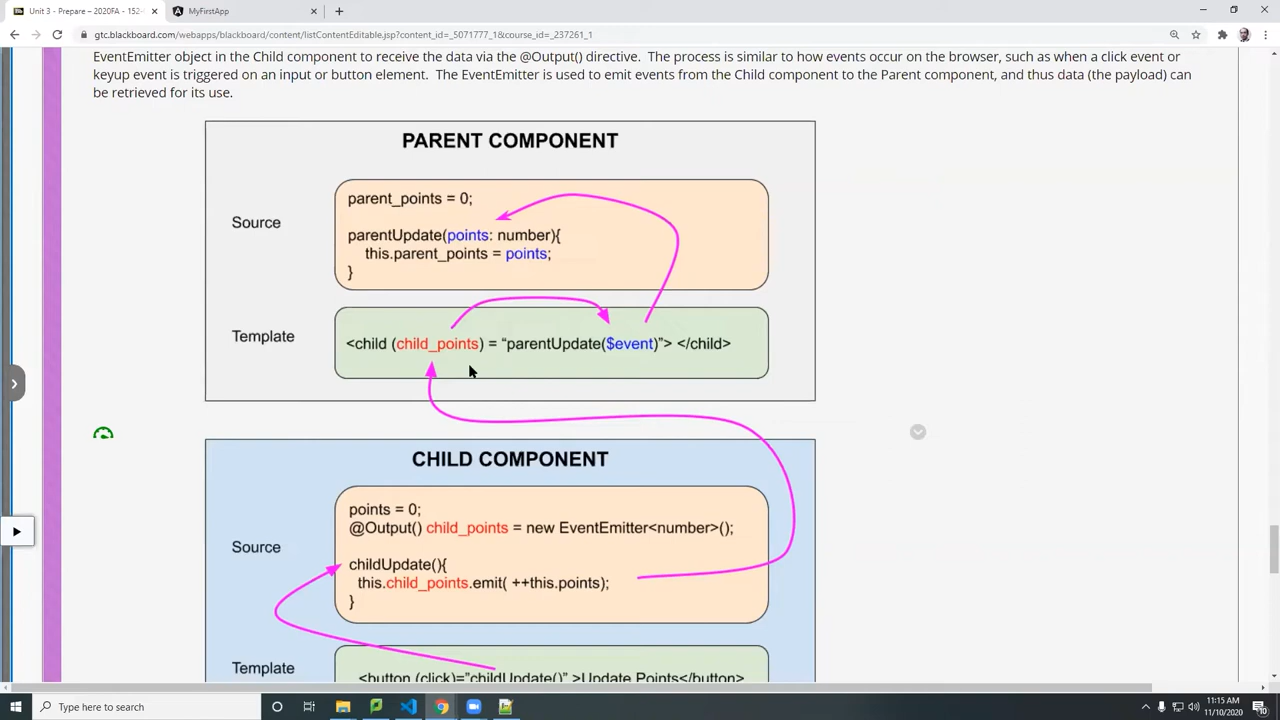 Unit 3 - Prepare – 2020FA - 152-
MyFirstApp
gtc.blackboard.com/webapps/blackboard/content/listContentEditable.jsp?content_id=_5071777_1&course_id=_237261_1
EventEmitter object in the Child component to receive the data via the @Output() directive.  The process is similar to how events occur on the browser, such as when a click event or
keyup event is triggered on an input or button element.  The EventEmitter is used to emit events from the Child component to the Parent component, and thus data (the payload) can
be retrieved for its use.
PARENT COMPONENT
Source
parent_points = 0;
parentUpdate(points: number){
this.parent_points = points;
}
Template
<child (child_points) = “parentUpdate($event)”> </child>
CHILD COMPONENT
Source
points = 0;
@Output() child_points = new EventEmitter<number>();
childUpdate(){
this.child_points.emit( ++this.points);
}
Template
<button (click)=”childUpdate()” >Update Points</button>
Type here to search
11:15 AM
11/10/2020